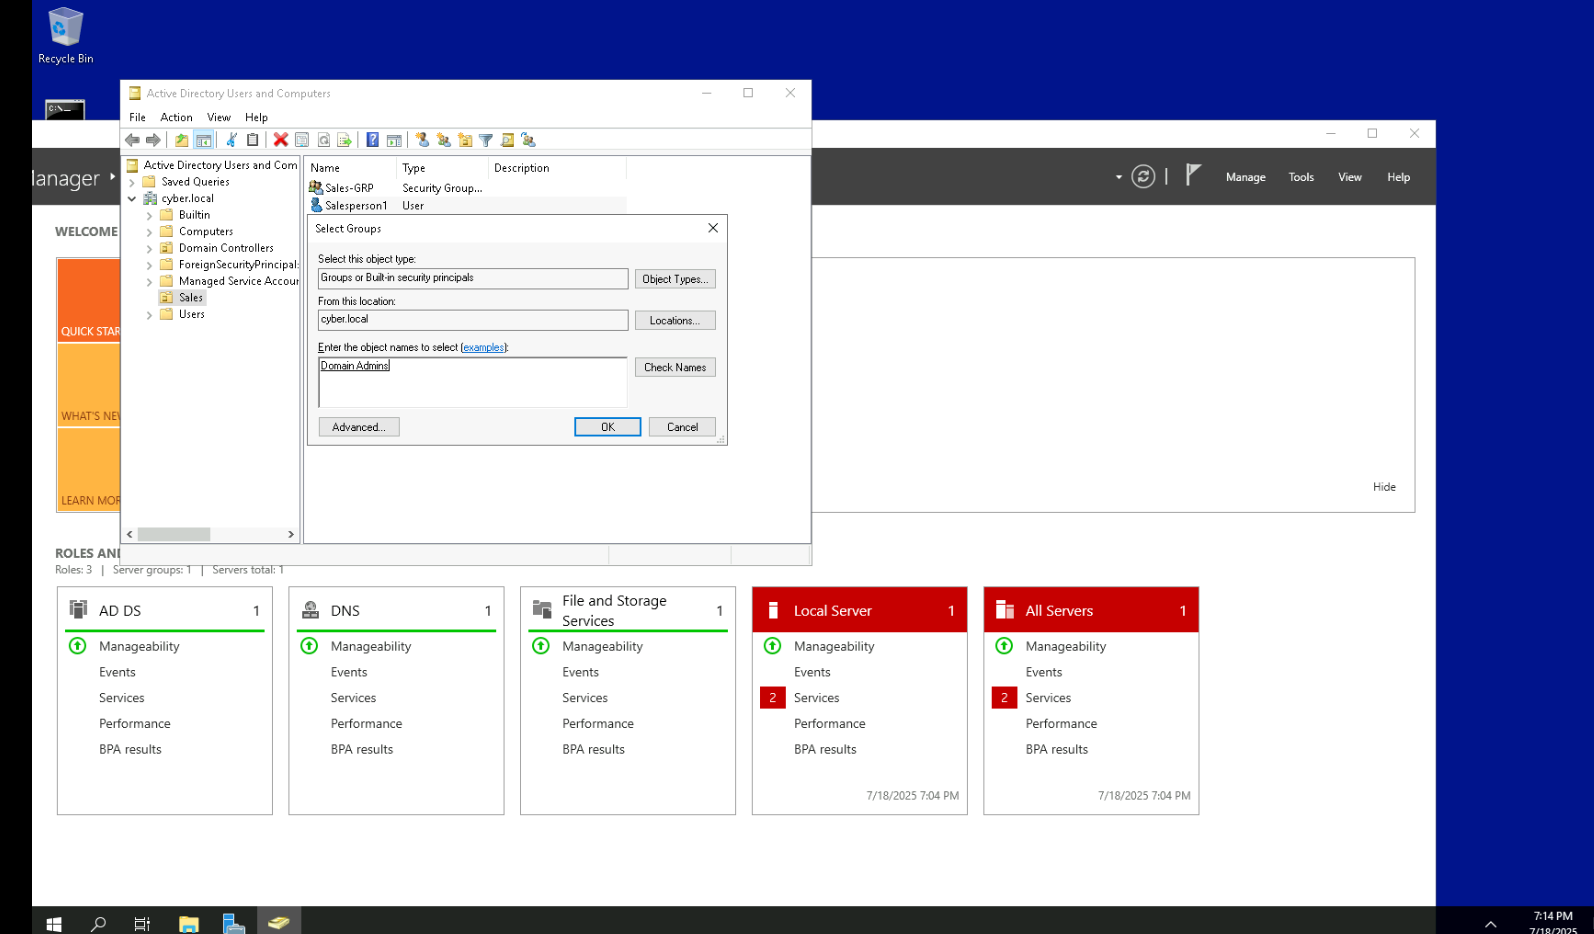 Recycle Bin
Active Directory Users and Computers
File Action View Help
Active Directory Users and Com
Saved Queries
cyber.local
Builtin
Computers
Domain Controllers
ForeignSecurityPrincipal
Managed Service Accour
Sales
Users
Name Type Description
Sales-GRP Security Group...
Salesperson1 User
Select Groups
Select this object type:
Groups or Built-in security principals
Object Types...
From this location:
cyber.local
Locations...
Enter the object names to select (examples):
Domain Admins
Check Names
Advanced...
OK
Cancel
anager
Manage Tools View Help
WELCOME
QUICK STAR
WHAT'S NEW
LEARN MOR
Hide
ROLES AND
Roles: 3 | Server groups: 1 | Servers total: 1
AD DS 1
Manageability
Events
Services
Performance
BPA results
DNS 1
Manageability
Events
Services
Performance
BPA results
File and Storage
Services 1
Manageability
Events
Services
Performance
BPA results
Local Server 1
Manageability
Events
2 Services
Performance
BPA results
7/18/2025 7:04 PM
All Servers 1
Manageability
Events
2 Services
Performance
BPA results
7/18/2025 7:04 PM
7:14 PM
7/18/2025